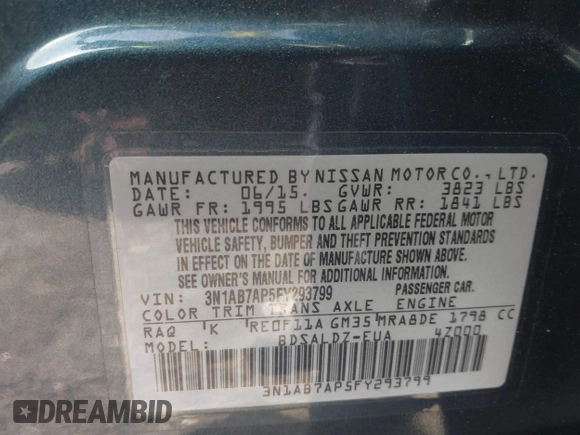 MANUFACTURED BY NISSAN MOTOR CO., LTD.
DATE: 06/15. GVWR: 3823 LBS
GAWR FR: 1995 LBS GAWR RR: 1841 LBS
THIS VEHICLE CONFORMS TO ALL APPLICABLE FEDERAL MOTOR
VEHICLE SAFETY, BUMPER AND THEFT PREVENTION STANDARDS
IN EFFECT ON THE DATE OF MANUFACTURE SHOWN ABOVE.
SEE OWNER'S MANUAL FOR ADDITIONAL INFORMATION.
VIN: 3N1AB7AP5FY293799 PASSENGER CAR.
COLOR TRIM TRANS AXLE ENGINE
RAQ K RE0F11A GM35 MRA8DE 1798 CC
MODEL: BDSALDZ-EUA 4Z000
3N1AB7AP5FY293799
RAW2BID